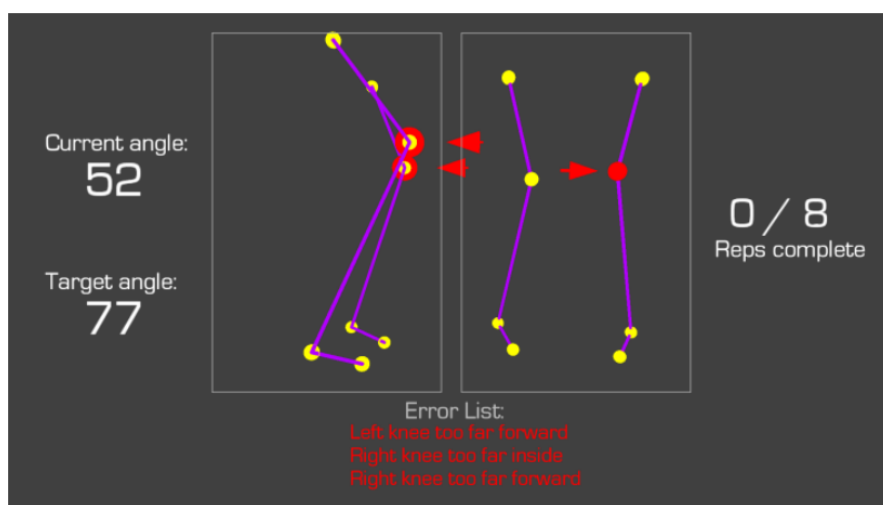 Current angle:
52
Target angle:
77
0 / 8
Reps complete
Error List:
Left knee too far forward
Right knee too far inside
Right knee too far forward